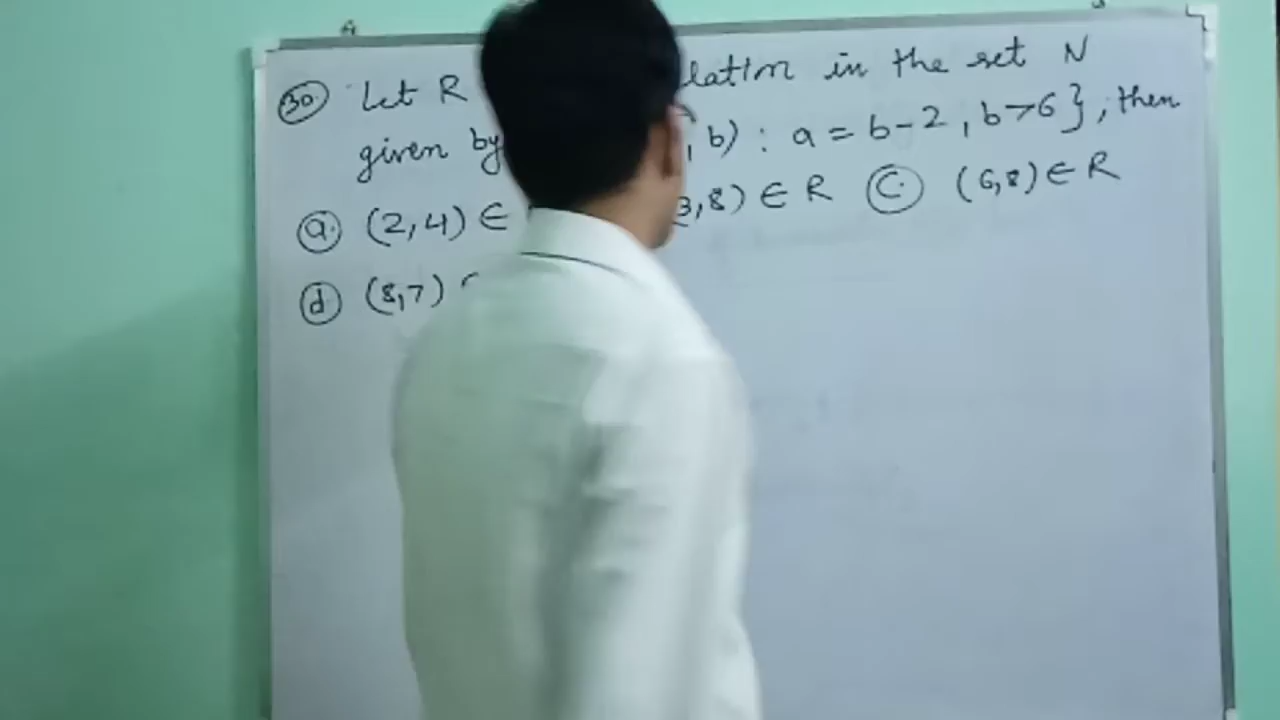 30. Let R lation in the set N
given by , b) : a = b-2, b>6}, then
a. (2,4) ∈ 3,8) ∈ R c. (6,8) ∈ R
d (8,7)